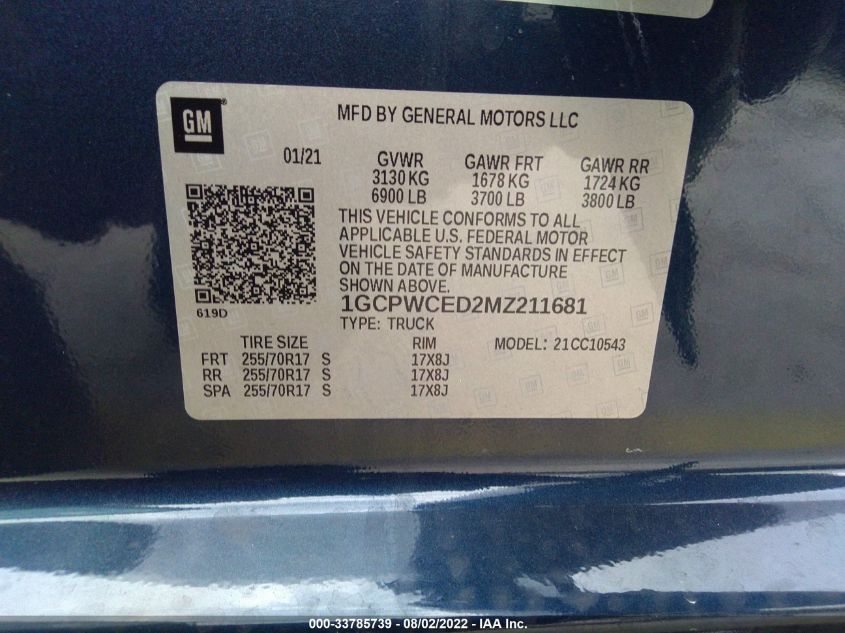 GM
MFD BY GENERAL MOTORS LLC
01/21 GVWR GAWR FRT GAWR RR
3130 KG 1678 KG 1724 KG
6900 LB 3700 LB 3800 LB
THIS VEHICLE CONFORMS TO ALL
APPLICABLE U.S. FEDERAL MOTOR
VEHICLE SAFETY STANDARDS IN EFFECT
ON THE DATE OF MANUFACTURE
SHOWN ABOVE.
619D
1GCPWCED2MZ211681
TYPE: TRUCK
TIRE SIZE RIM MODEL: 21CC10543
FRT 255/70R17 S 17X8J
RR 255/70R17 S 17X8J
SPA 255/70R17 S 17X8J
000-33785739 - 08/02/2022 - IAA Inc.